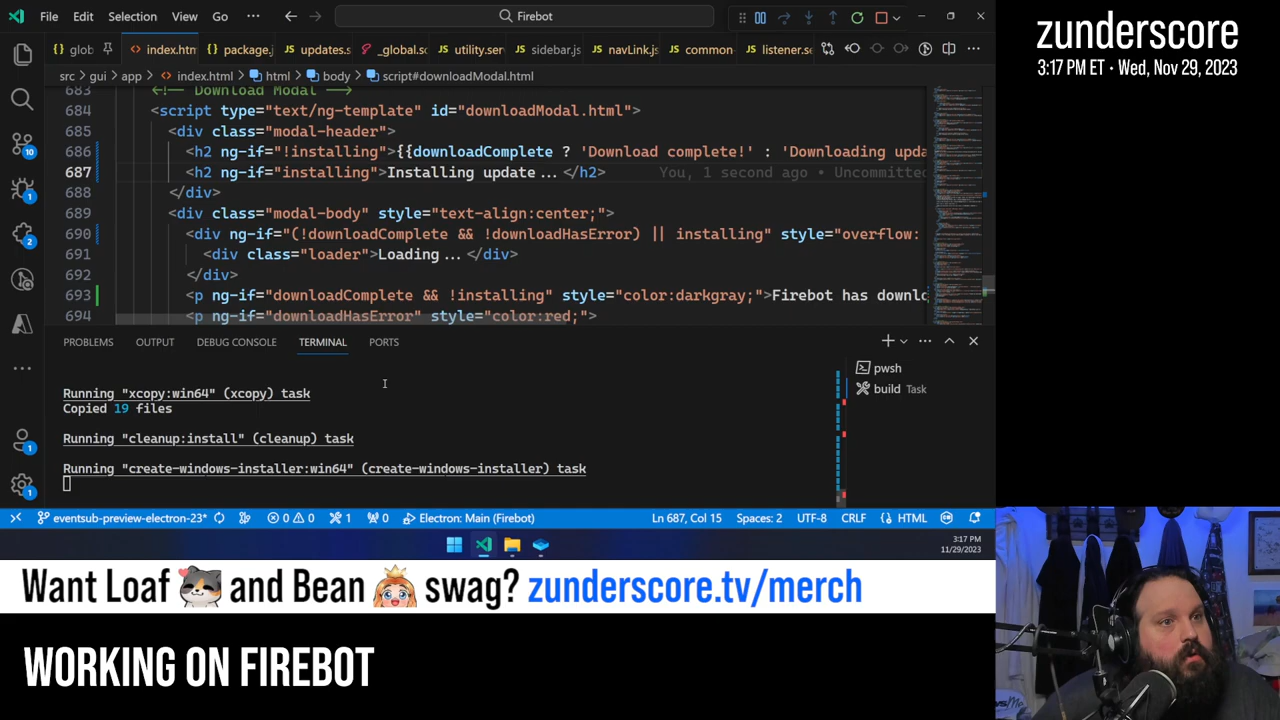 File Edit Selection View Go ··· Firebot
glob index.htm package.j updates.s _global.sc utility.serv sidebar.js navLink.js common listener.se
src > gui > app > index.html > html > body > script#downloadModal.html
683 <!-- Download Modal -->
684 <script type="text/ng-template" id="downloadModal.html">
685 <div class="modal-header">
686 <h2 ng-if="!installing">{{downloadComplete ? 'Download complete!' : 'Downloading upda
687 <h2 ng-if="installing">Installing update...</h2> You, 1 second ago • Uncommitted
688 </div>
689 <div class="modal-body" style="text-align:center;">
690 <div ng-if="(!downloadComplete && !downloadHasError) || installing" style="overflow:
691 <div class="loader">Loading...</div>
692 </div>
693 <p ng-if="downloadComplete && !instaling" style="color:darkgray;">Firebot has downlo
694 <p ng-if="downloadHasError" style="color:red;">
PROBLEMS OUTPUT DEBUG CONSOLE TERMINAL PORTS
pwsh
build Task
Running "xcopy:win64" (xcopy) task
Copied 19 files
Running "cleanup:install" (cleanup) task
Running "create-windows-installer:win64" (create-windows-installer) task
10
1
2
1
1
eventsub-preview-electron-23* 0 0 1 0 Electron: Main (Firebot) Ln 687, Col 15 Spaces: 2 UTF-8 CRLF HTML
3:17 PM
11/29/2023
zunderscore
3:17 PM ET • Wed, Nov 29, 2023
Want Loaf and Bean swag? zunderscore.tv/merch
WORKING ON FIREBOT